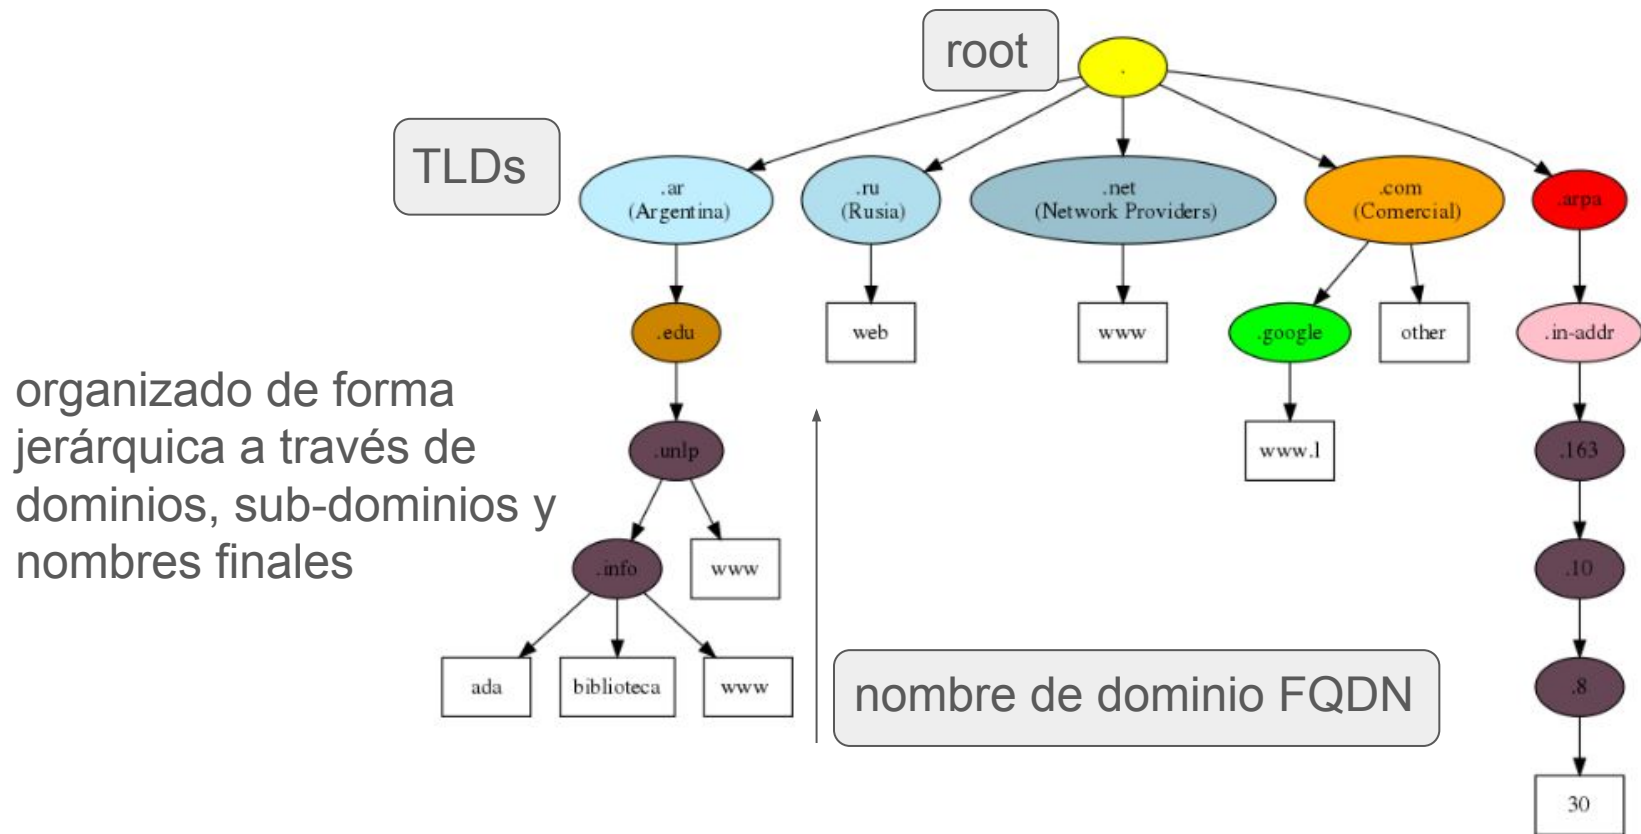 root
.
TLDs
.ar
(Argentina)
.ru
(Rusia)
.net
(Network Providers)
.com
(Comercial)
.arpa
.edu
web
www
.google
other
.in-addr
organizado de forma
jerárquica a través de
dominios, sub-dominios y
nombres finales
.unlp
www.l
.163
.info
www
.10
ada
biblioteca
www
nombre de dominio FQDN
.8
30